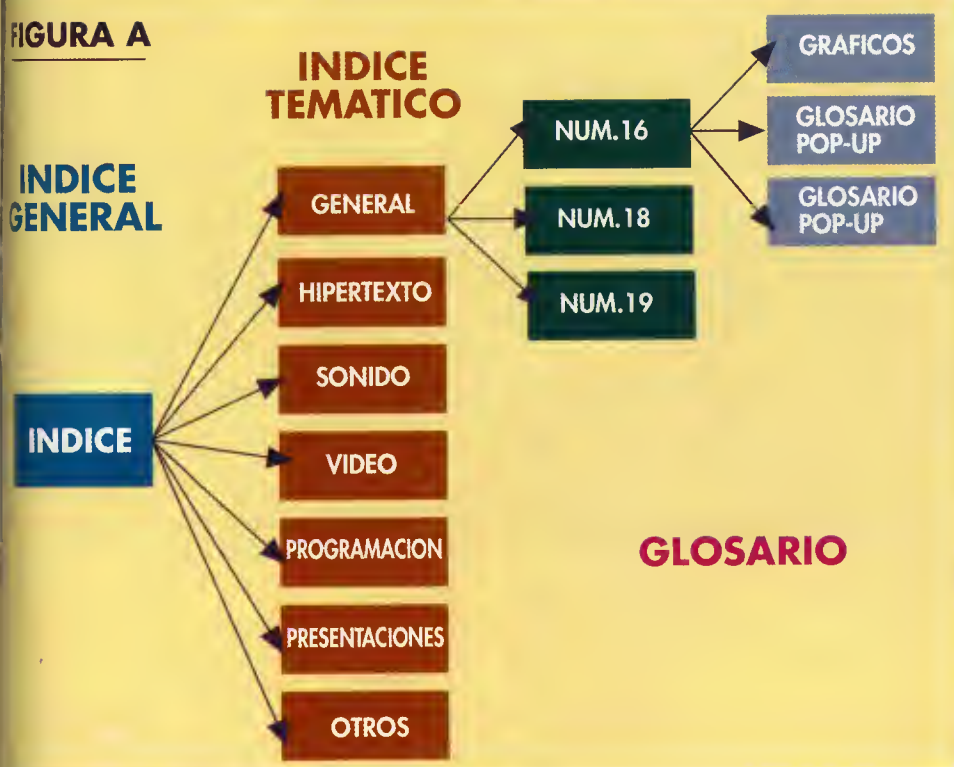 FIGURA A
INDICE
GENERAL
INDICE
INDICE
TEMATICO
GENERAL
HIPERTEXTO
SONIDO
VIDEO
PROGRAMACION
PRESENTACIONES
OTROS
NUM.16
NUM.18
NUM.19
GRAFICOS
GLOSARIO
POP-UP
GLOSARIO
POP-UP
GLOSARIO